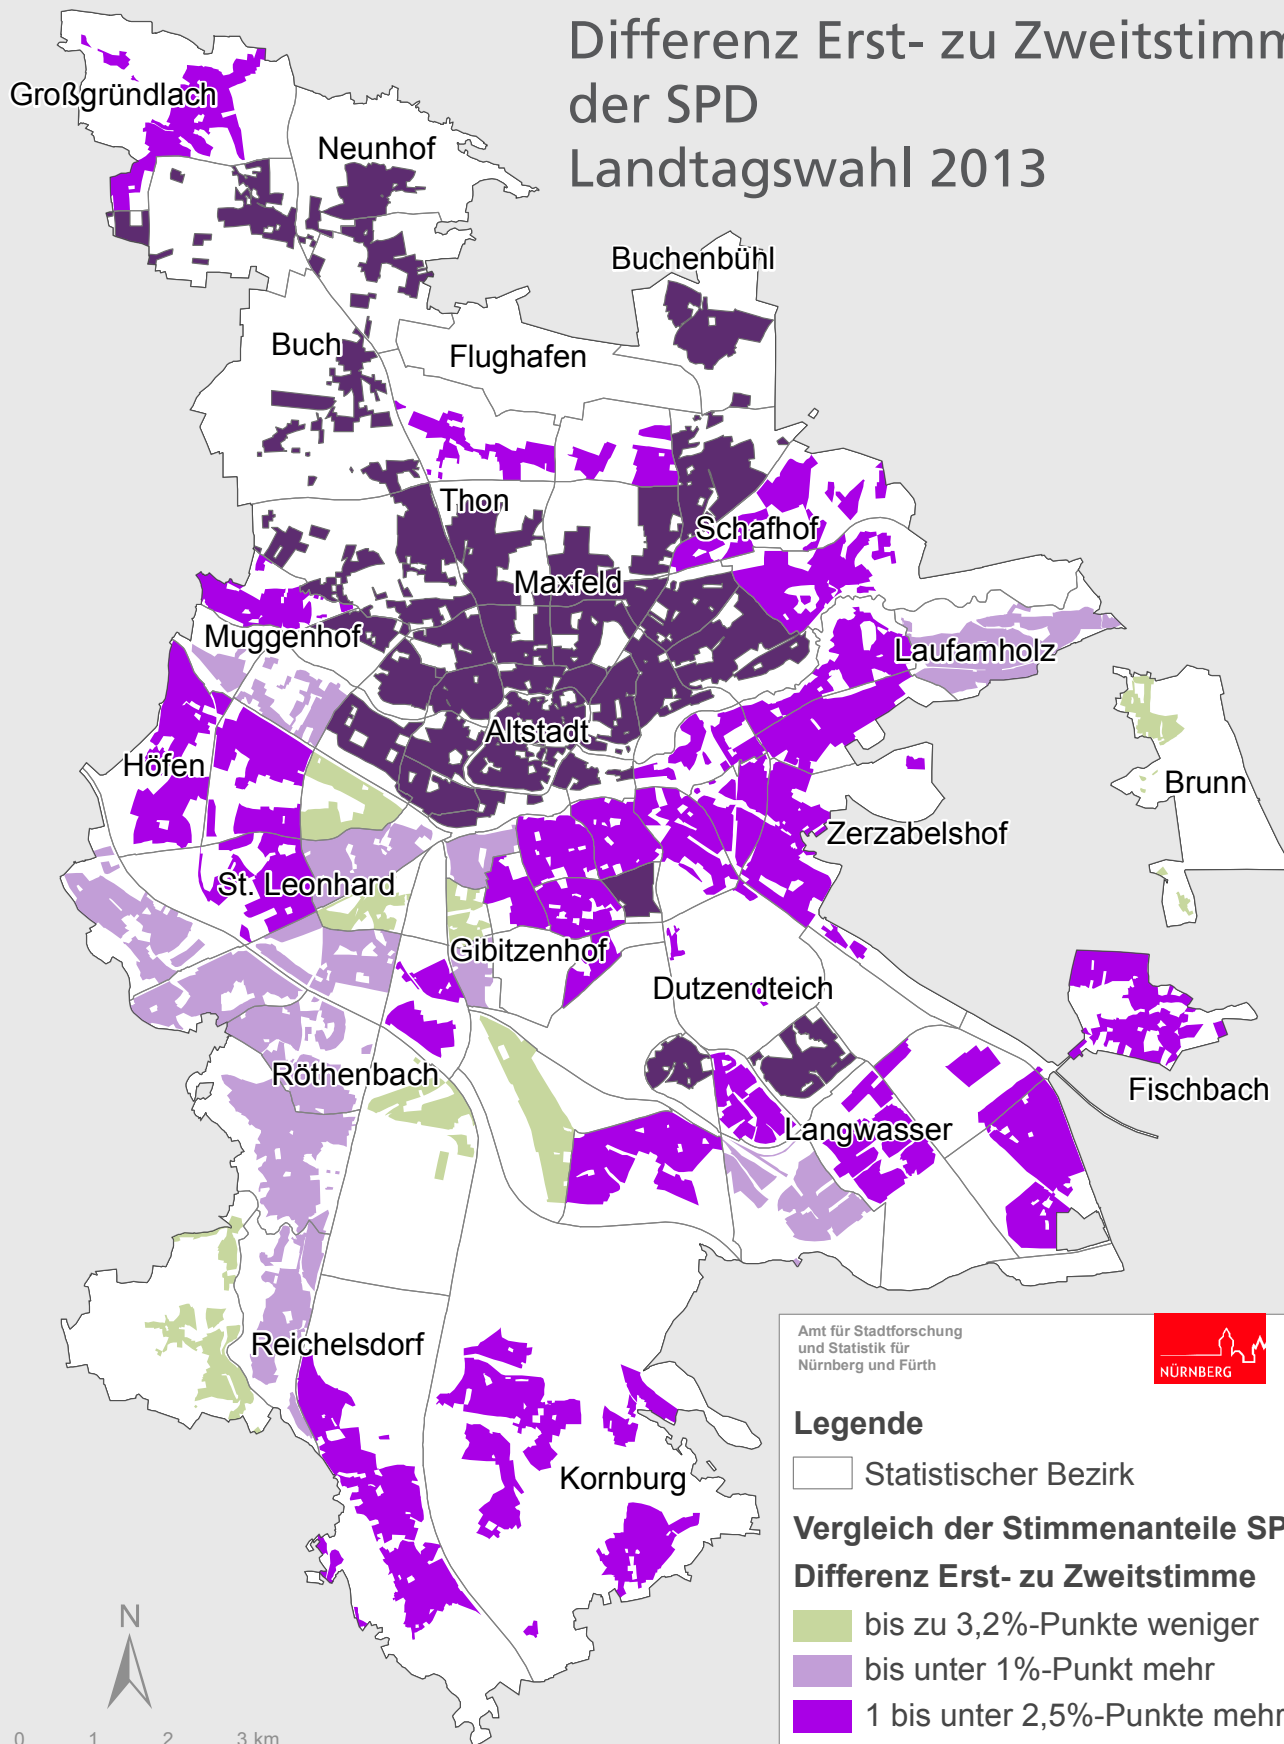 Differenz Erst- zu Zweitstimm
der SPD
Landtagswahl 2013
Großgründlach
Neunhof
Buchenbühl
Buch
Flughafen
Thon
Schafhof
Maxfeld
Muggenhof
Laufamholz
Altstadt
Höfen
Brunn
Zerzabelshof
St. Leonhard
Gibitzenhof
Dutzendteich
Röthenbach
Fischbach
Langwasser
Reichelsdorf
Kornburg
Amt für Stadtforschung
und Statistik für
Nürnberg und Fürth
NÜRNBERG
Legende
Statistischer Bezirk
Vergleich der Stimmenanteile SP
Differenz Erst- zu Zweitstimme
bis zu 3,2%-Punkte weniger
bis unter 1%-Punkt mehr
1 bis unter 2,5%-Punkte mehr
N
0 1 2 3 km